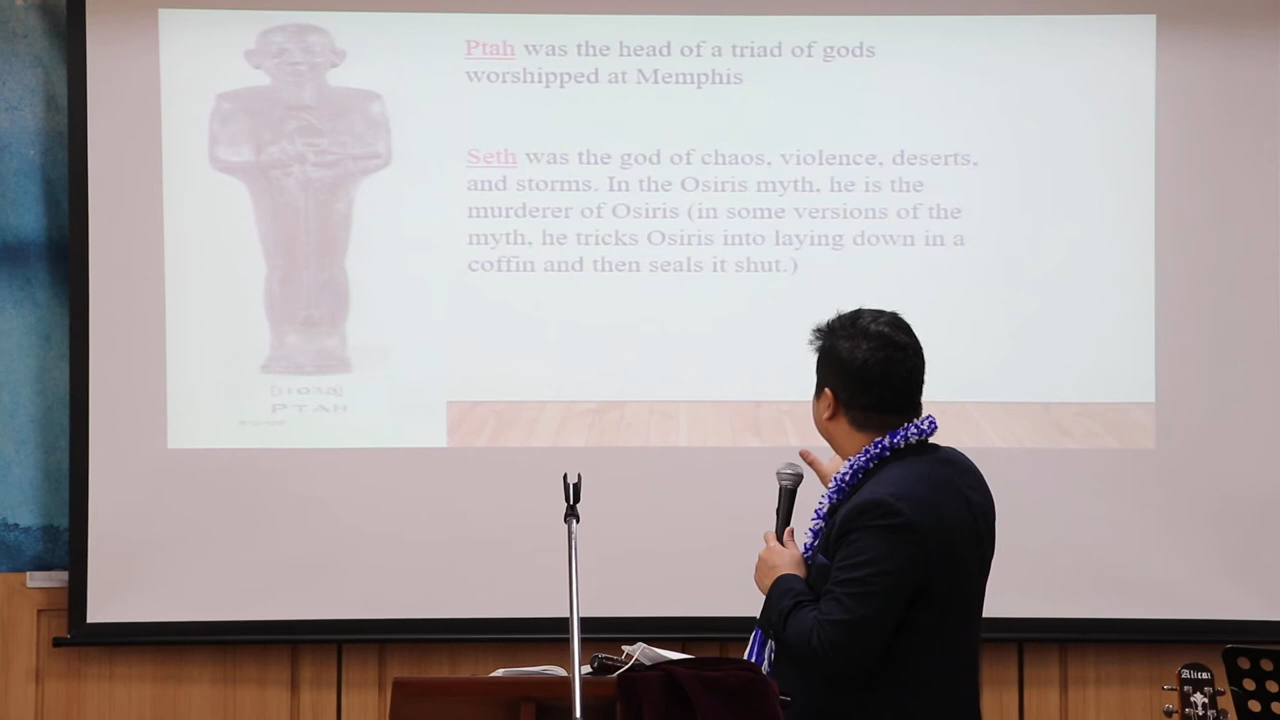 Ptah was the head of a triad of gods
worshipped at Memphis
Seth was the god of chaos, violence, deserts,
and storms. In the Osiris myth, he is the
murderer of Osiris (in some versions of the
myth, he tricks Osiris into laying down in a
coffin and then seals it shut.)
PTAH